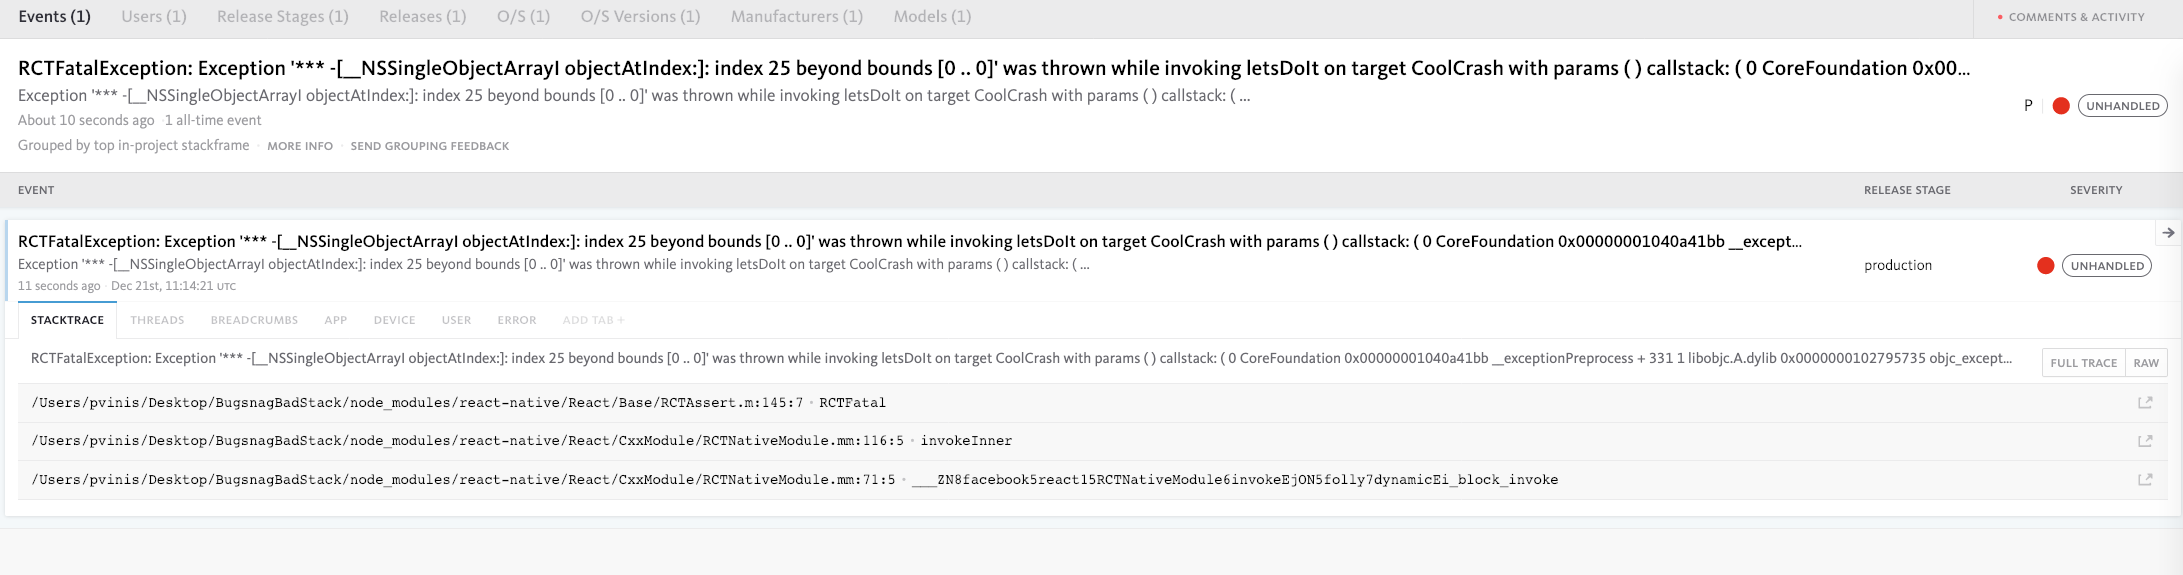 Events (1) Users (1) Release Stages (1) Releases (1) O/S (1) O/S Versions (1) Manufacturers (1) Models (1) COMMENTS & ACTIVITY
RCTFatalException: Exception '*** -[__NSSingleObjectArrayI objectAtIndex:]: index 25 beyond bounds [0 .. 0]' was thrown while invoking letsDoIt on target CoolCrash with params ( ) callstack: ( 0 CoreFoundation 0x00...
Exception '*** -[__NSSingleObjectArrayI objectAtIndex:]: index 25 beyond bounds [0 .. 0]' was thrown while invoking letsDoIt on target CoolCrash with params ( ) callstack: ( ...
P UNHANDLED
About 10 seconds ago · 1 all-time event
Grouped by top in-project stackframe · MORE INFO · SEND GROUPING FEEDBACK
EVENT RELEASE STAGE SEVERITY
RCTFatalException: Exception '*** -[__NSSingleObjectArrayI objectAtIndex:]: index 25 beyond bounds [0 .. 0]' was thrown while invoking letsDoIt on target CoolCrash with params ( ) callstack: ( 0 CoreFoundation 0x00000001040a41bb __except...
Exception '*** -[__NSSingleObjectArrayI objectAtIndex:]: index 25 beyond bounds [0 .. 0]' was thrown while invoking letsDoIt on target CoolCrash with params ( ) callstack: ( ...
production UNHANDLED
11 seconds ago · Dec 21st, 11:14:21 UTC
STACKTRACE THREADS BREADCRUMBS APP DEVICE USER ERROR ADD TAB +
RCTFatalException: Exception '*** -[__NSSingleObjectArrayI objectAtIndex:]: index 25 beyond bounds [0 .. 0]' was thrown while invoking letsDoIt on target CoolCrash with params ( ) callstack: ( 0 CoreFoundation 0x00000001040a41bb __exceptionPreprocess + 331 1 libobjc.A.dylib 0x0000000102795735 objc_except... FULL TRACE RAW
/Users/pvinis/Desktop/BugsnagBadStack/node_modules/react-native/React/Base/RCTAssert.m:145:7 · RCTFatal
/Users/pvinis/Desktop/BugsnagBadStack/node_modules/react-native/React/CxxModule/RCTNativeModule.mm:116:5 · invokeInner
/Users/pvinis/Desktop/BugsnagBadStack/node_modules/react-native/React/CxxModule/RCTNativeModule.mm:71:5 · ___ZN8facebook5react15RCTNativeModule6invokeEjON5folly7dynamicEi_block_invoke